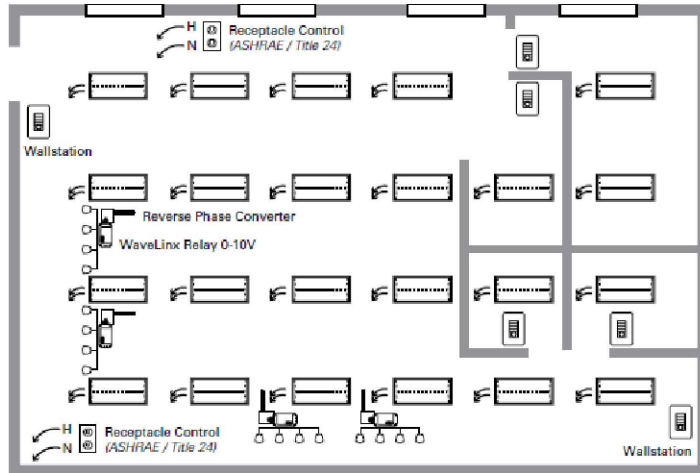 H
N
Receptacle Control
(ASHRAE / Title 24)
Wallstation
Reverse Phase Converter
WaveLinx Relay 0-10V
H
N
Receptacle Control
(ASHRAE / Title 24)
Wallstation